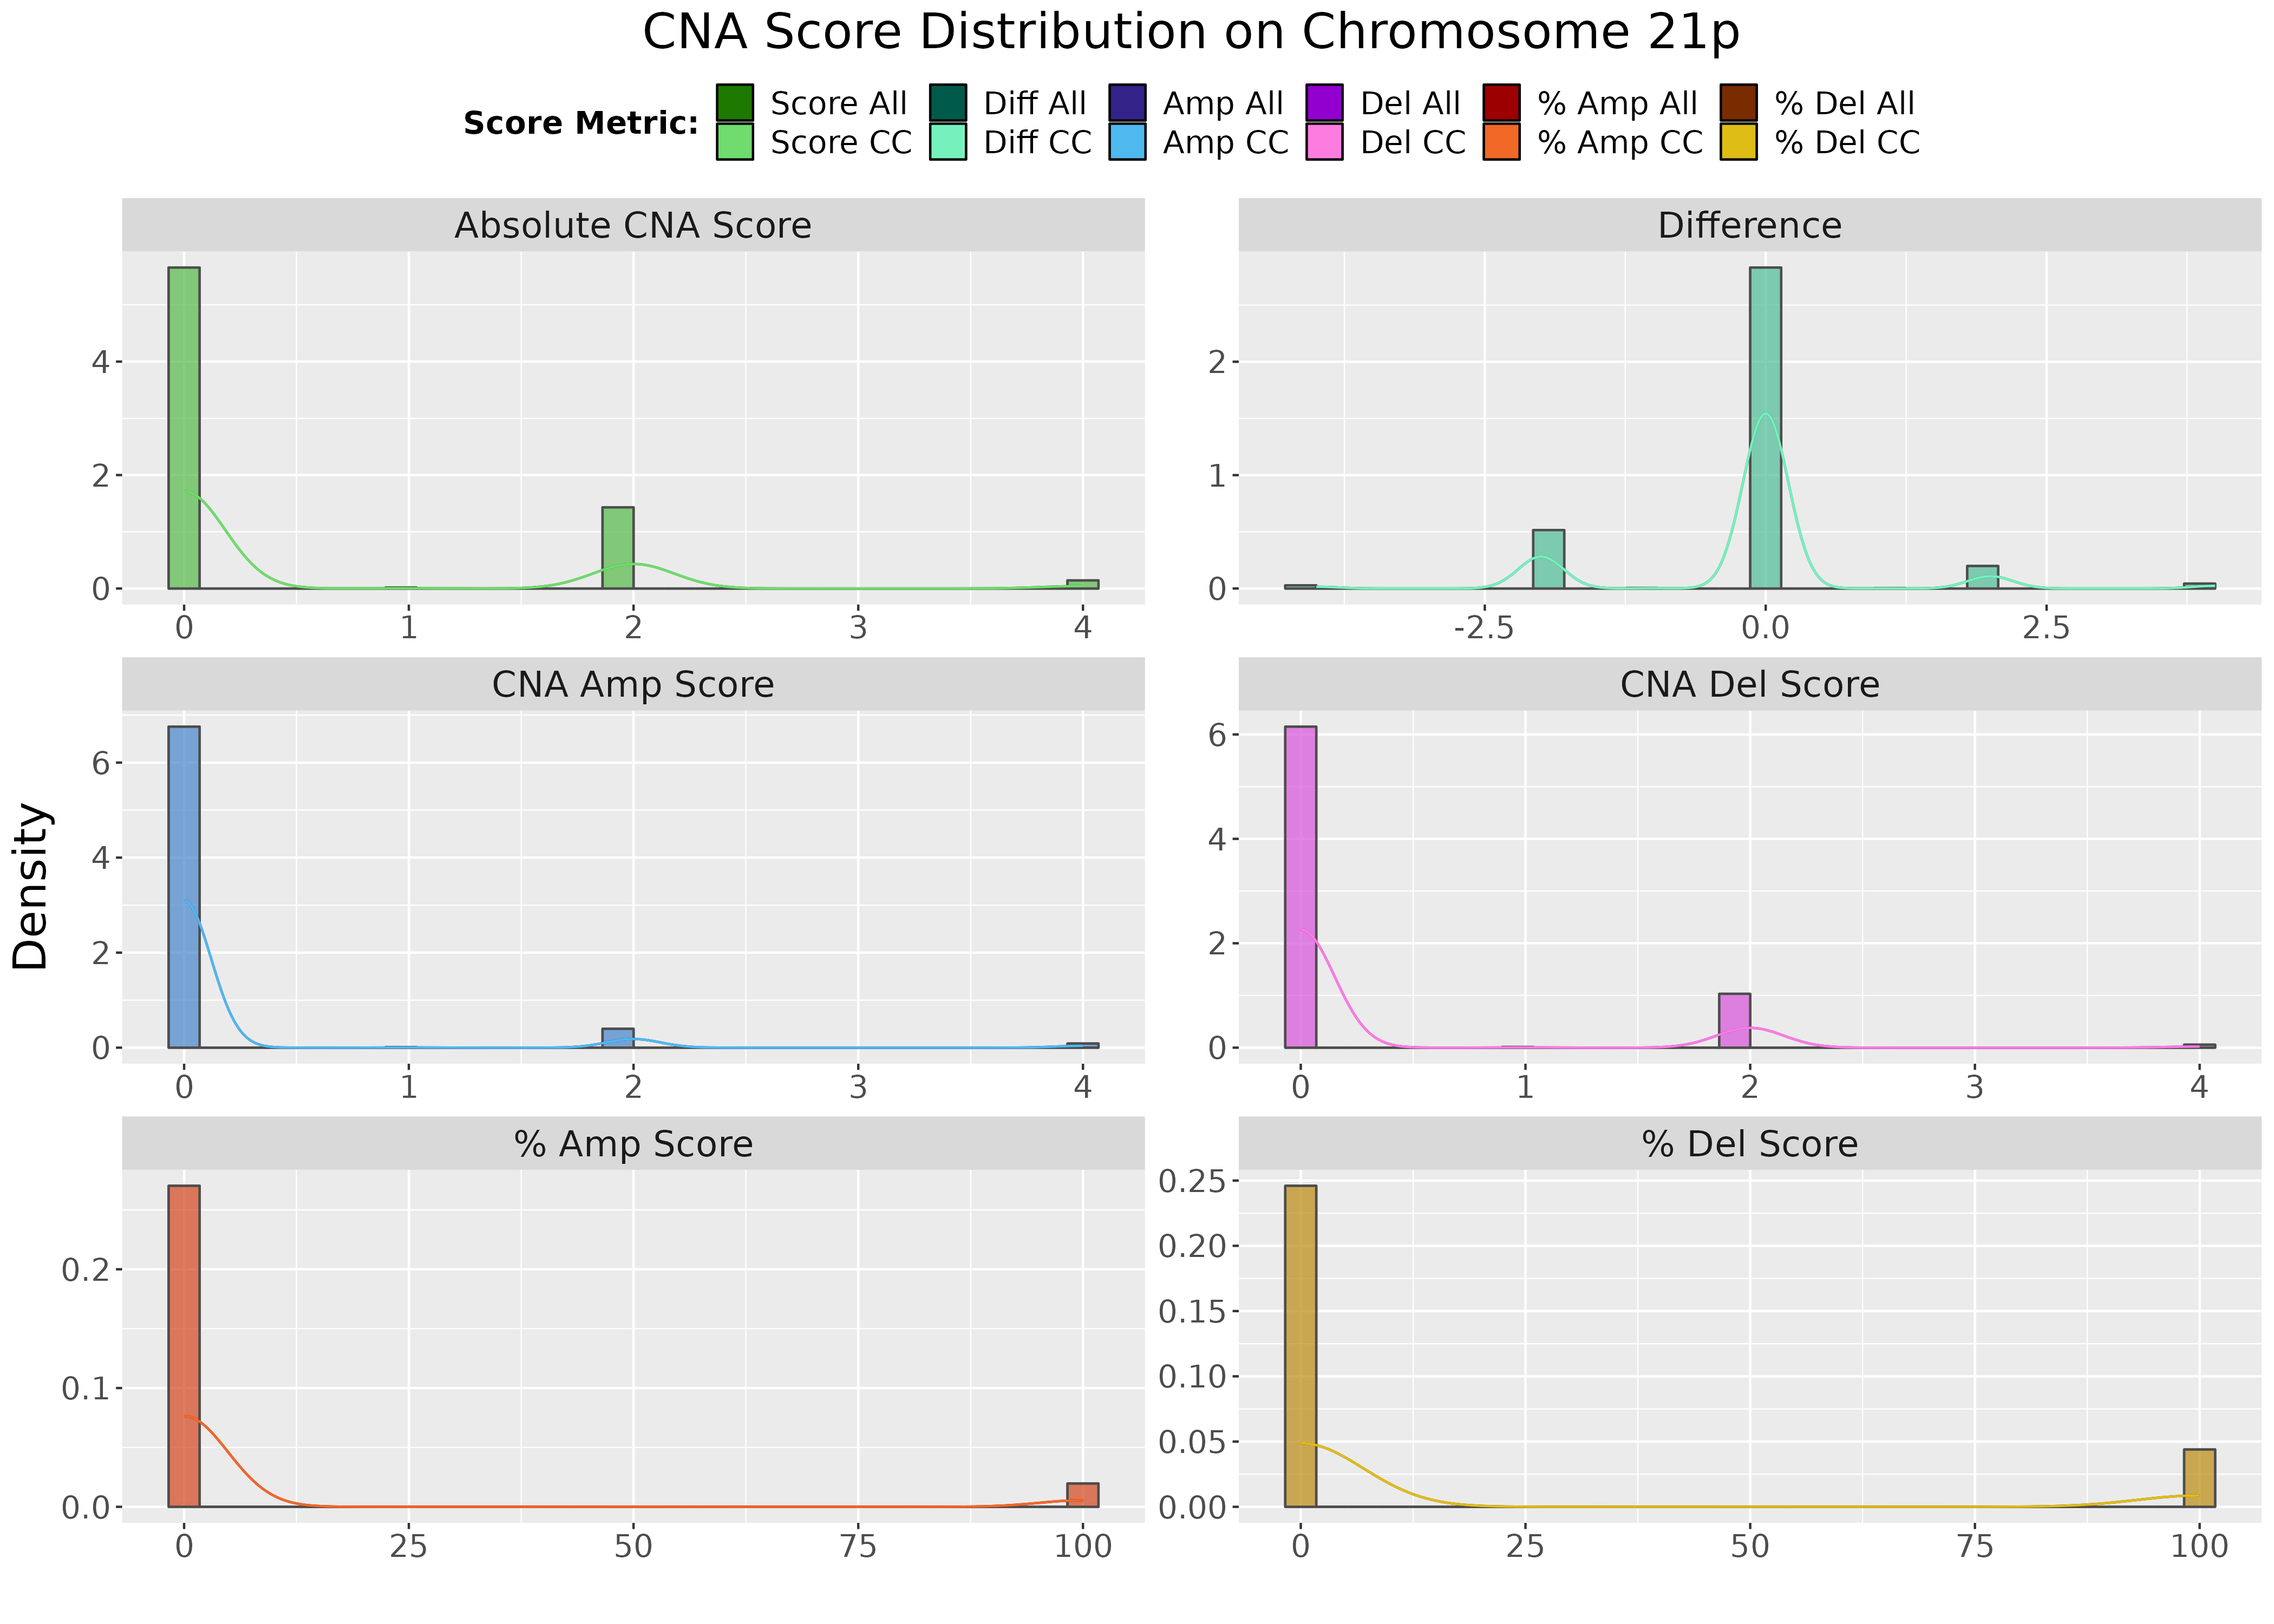 CNA Score Distribution on Chromosome 21p
Score Metric:
Score All Diff All Amp All Del All % Amp All % Del All
Score CC Diff CC Amp CC Del CC % Amp CC % Del CC
Absolute CNA Score
4
2
0
0 1 2 3 4
Difference
2
1
0
-2.5 0.0 2.5
Density
CNA Amp Score
6
4
2
0
0 1 2 3 4
CNA Del Score
6
4
2
0
0 1 2 3 4
% Amp Score
0.2
0.1
0.0
0 25 50 75 100
% Del Score
0.25
0.20
0.15
0.10
0.05
0.00
0 25 50 75 100